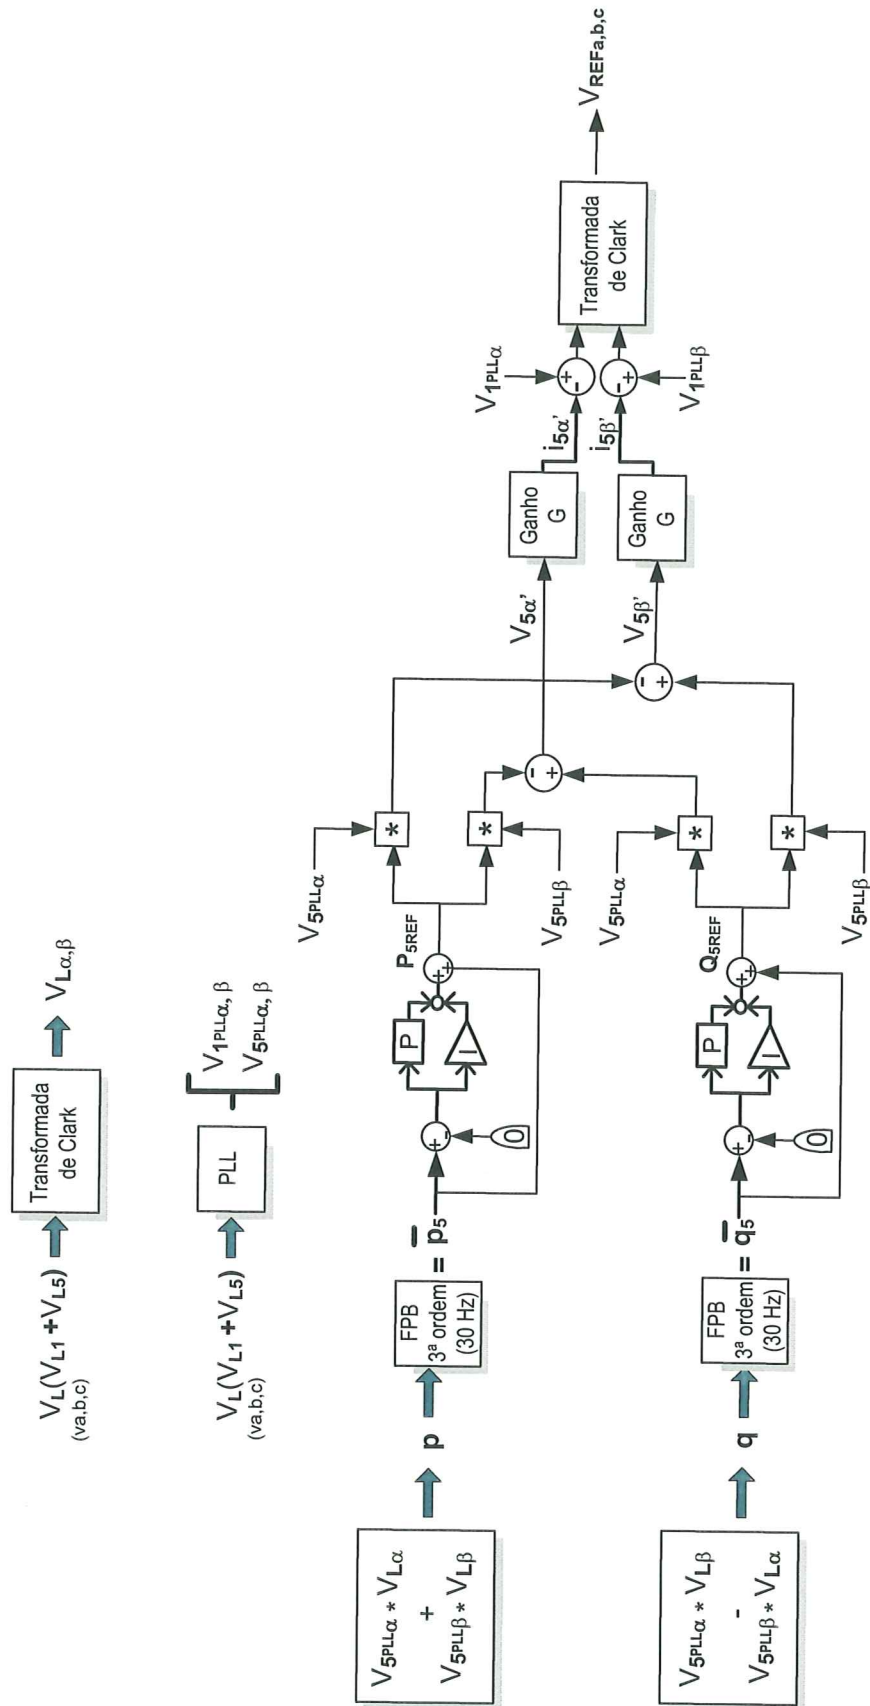 V_L(V_L1 + V_L5)
(va,b,c)
Transformada
de Clark
V_Lα,β
V_L(V_L1 + V_L5)
(va,b,c)
PLL
V_1PLLα, β
V_5PLLα, β
V_5PLLα * V_Lα
+
V_5PLLβ * V_Lβ
p
FPB
3ª ordem
(30 Hz)
= p̄_5
+
-
0
P
I
+
+
P_5REF
V_5PLLα
*
*
V_5PLLβ
V_5PLLα * V_Lβ
-
V_5PLLβ * V_Lα
q
FPB
3ª ordem
(30 Hz)
= q̄_5
+
-
0
P
I
+
+
Q_5REF
V_5PLLα
*
*
V_5PLLβ
-
+
-
+
V_5α'
V_5β'
Ganho
G
Ganho
G
i_5α'
i_5β'
V_1PLLα
+
-
-
+
V_1PLLβ
Transformada
de Clark
V_REFa,b,c